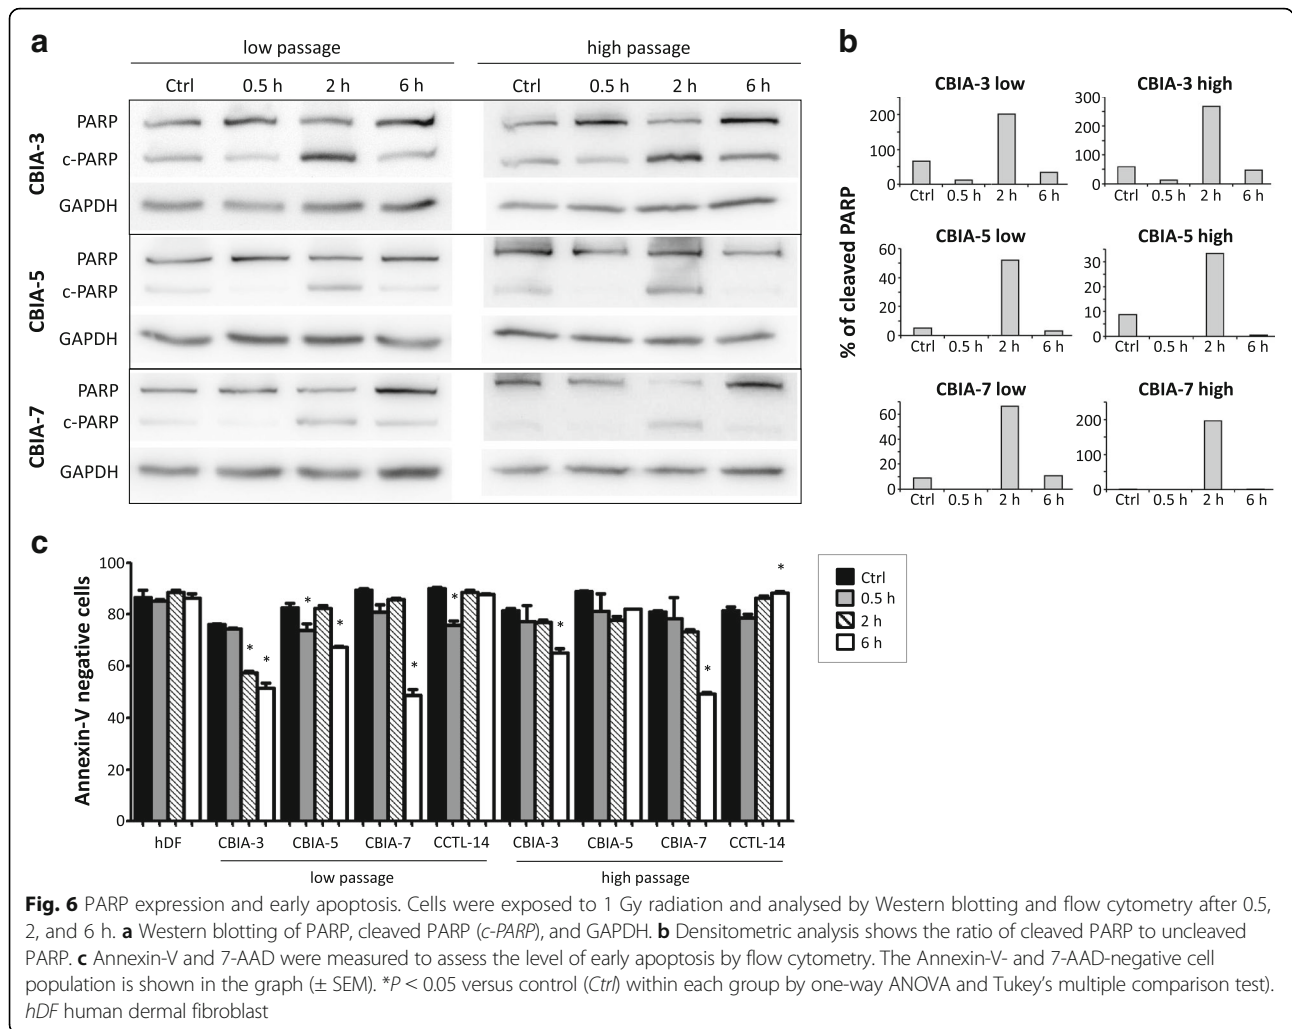 a
low passage
high passage
Ctrl 0.5 h 2 h 6 h
Ctrl 0.5 h 2 h 6 h
CBIA-3
PARP
c-PARP
GAPDH
CBIA-5
PARP
c-PARP
GAPDH
CBIA-7
PARP
c-PARP
GAPDH
b
% of cleaved PARP
CBIA-3 low
200
100
0
Ctrl 0.5 h 2 h 6 h
CBIA-3 high
300
200
100
0
Ctrl 0.5 h 2 h 6 h
CBIA-5 low
60
40
20
0
Ctrl 0.5 h 2 h 6 h
CBIA-5 high
30
20
10
0
Ctrl 0.5 h 2 h 6 h
CBIA-7 low
60
40
20
0
Ctrl 0.5 h 2 h 6 h
CBIA-7 high
200
100
0
Ctrl 0.5 h 2 h 6 h
c
Annexin-V negative cells
100
80
60
40
20
0
* * * * * * * * *
hDF CBIA-3 CBIA-5 CBIA-7 CCTL-14 CBIA-3 CBIA-5 CBIA-7 CCTL-14
low passage high passage
Ctrl
0.5 h
2 h
6 h
Fig. 6 PARP expression and early apoptosis. Cells were exposed to 1 Gy radiation and analysed by Western blotting and flow cytometry after 0.5,
2, and 6 h. a Western blotting of PARP, cleaved PARP (c-PARP), and GAPDH. b Densitometric analysis shows the ratio of cleaved PARP to uncleaved
PARP. c Annexin-V and 7-AAD were measured to assess the level of early apoptosis by flow cytometry. The Annexin-V- and 7-AAD-negative cell
population is shown in the graph (± SEM). *P < 0.05 versus control (Ctrl) within each group by one-way ANOVA and Tukey's multiple comparison test).
hDF human dermal fibroblast